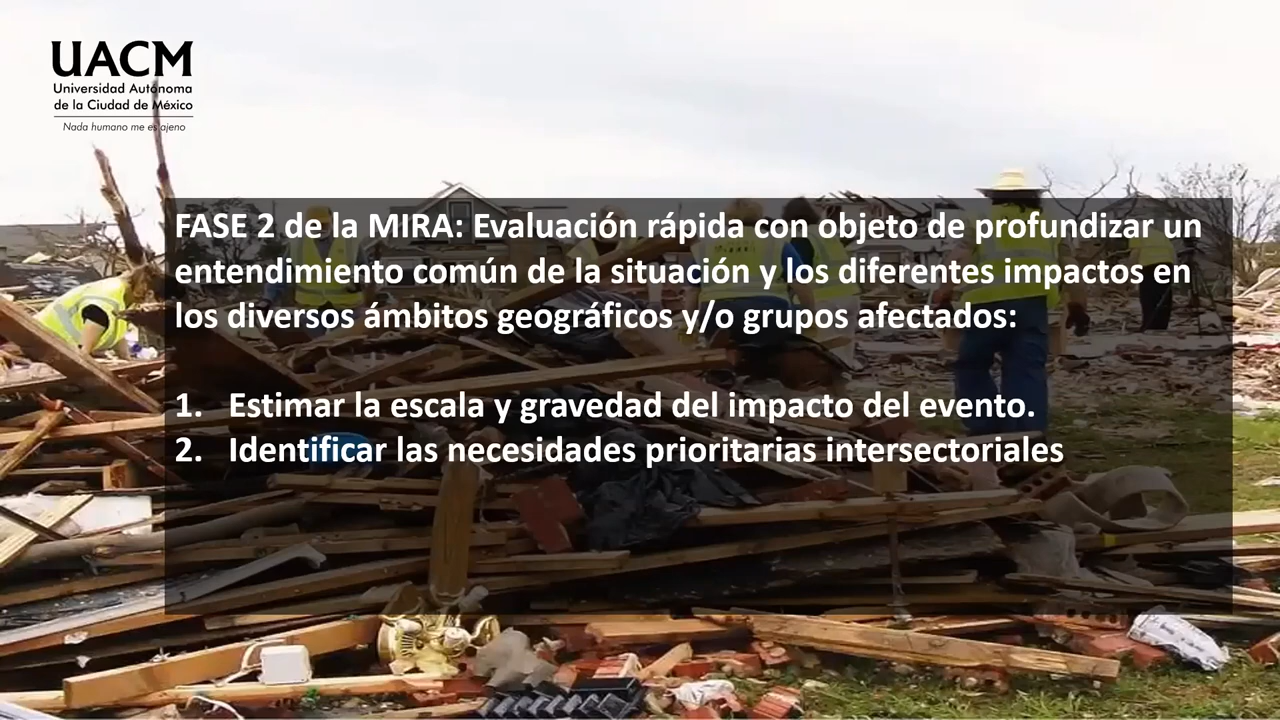 UACM
Universidad Autónoma
de la Ciudad de México
Nada humano me es ajeno
FASE 2 de la MIRA: Evaluación rápida con objeto de profundizar un
entendimiento común de la situación y los diferentes impactos en
los diversos ámbitos geográficos y/o grupos afectados:
1. Estimar la escala y gravedad del impacto del evento.
2. Identificar las necesidades prioritarias intersectoriales